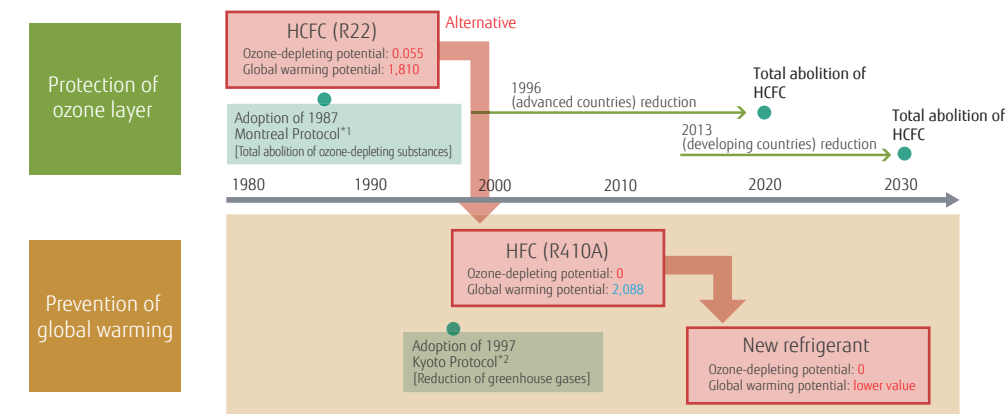 Protection of
ozone layer
HCFC (R22)
Ozone-depleting potential: 0.055
Global warming potential: 1,810
Alternative
Adoption of 1987
Montreal Protocol*1
[Total abolition of ozone-depleting substances]
1996
(advanced countries) reduction
Total abolition of
HCFC
2013
(developing countries) reduction
Total abolition of
HCFC
1980 1990 2000 2010 2020 2030
Prevention of
global warming
HFC (R410A)
Ozone-depleting potential: 0
Global warming potential: 2,088
Adoption of 1997
Kyoto Protocol*2
[Reduction of greenhouse gases]
New refrigerant
Ozone-depleting potential: 0
Global warming potential: lower value